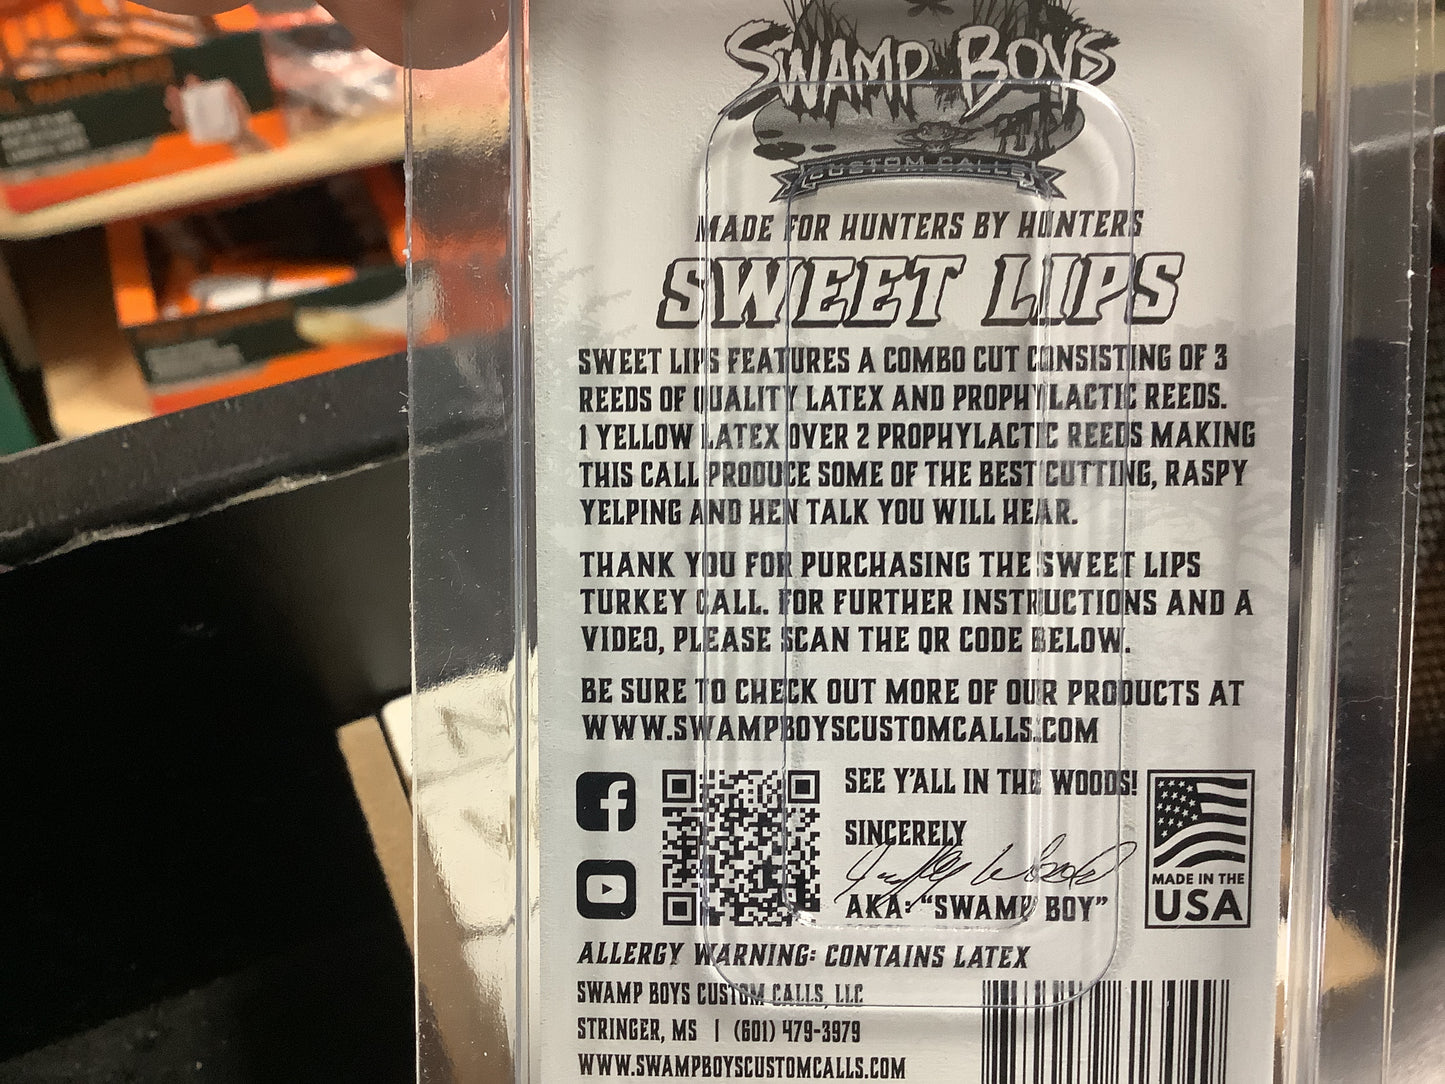 SWAMP BOYS
CUSTOM CALLS
MADE FOR HUNTERS BY HUNTERS
SWEET LIPS
SWEET LIPS FEATURES A COMBO CUT CONSISTING OF 3
REEDS OF QUALITY LATEX AND PROPHYLACTIC REEDS.
1 YELLOW LATEX OVER 2 PROPHYLACTIC REEDS MAKING
THIS CALL PRODUCE SOME OF THE BEST CUTTING, RASPY
YELPING AND HEN TALK YOU WILL HEAR.
THANK YOU FOR PURCHASING THE SWEET LIPS
TURKEY CALL. FOR FURTHER INSTRUCTIONS AND A
VIDEO, PLEASE SCAN THE QR CODE BELOW.
BE SURE TO CHECK OUT MORE OF OUR PRODUCTS AT
WWW.SWAMPBOYSCUSTOMCALLS.COM
SEE Y'ALL IN THE WOODS!
SINCERELY
AKA: "SWAMP BOY"
MADE IN THE
USA
ALLERGY WARNING: CONTAINS LATEX
SWAMP BOYS CUSTOM CALLS, LLC
STRINGER, MS | (601) 479-3979
WWW.SWAMPBOYSCUSTOMCALLS.COM